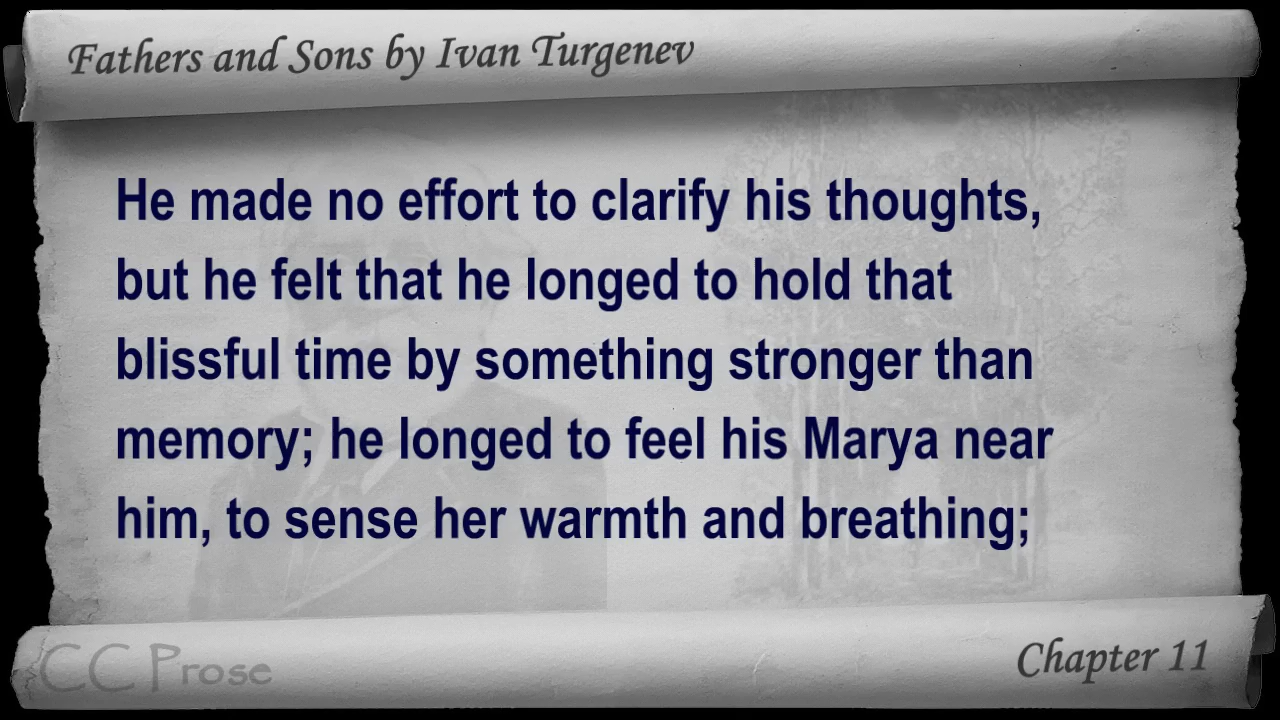 Fathers and Sons by Ivan Turgenev
He made no effort to clarify his thoughts,
but he felt that he longed to hold that
blissful time by something stronger than
memory; he longed to feel his Marya near
him, to sense her warmth and breathing;
CC Prose
Chapter 11